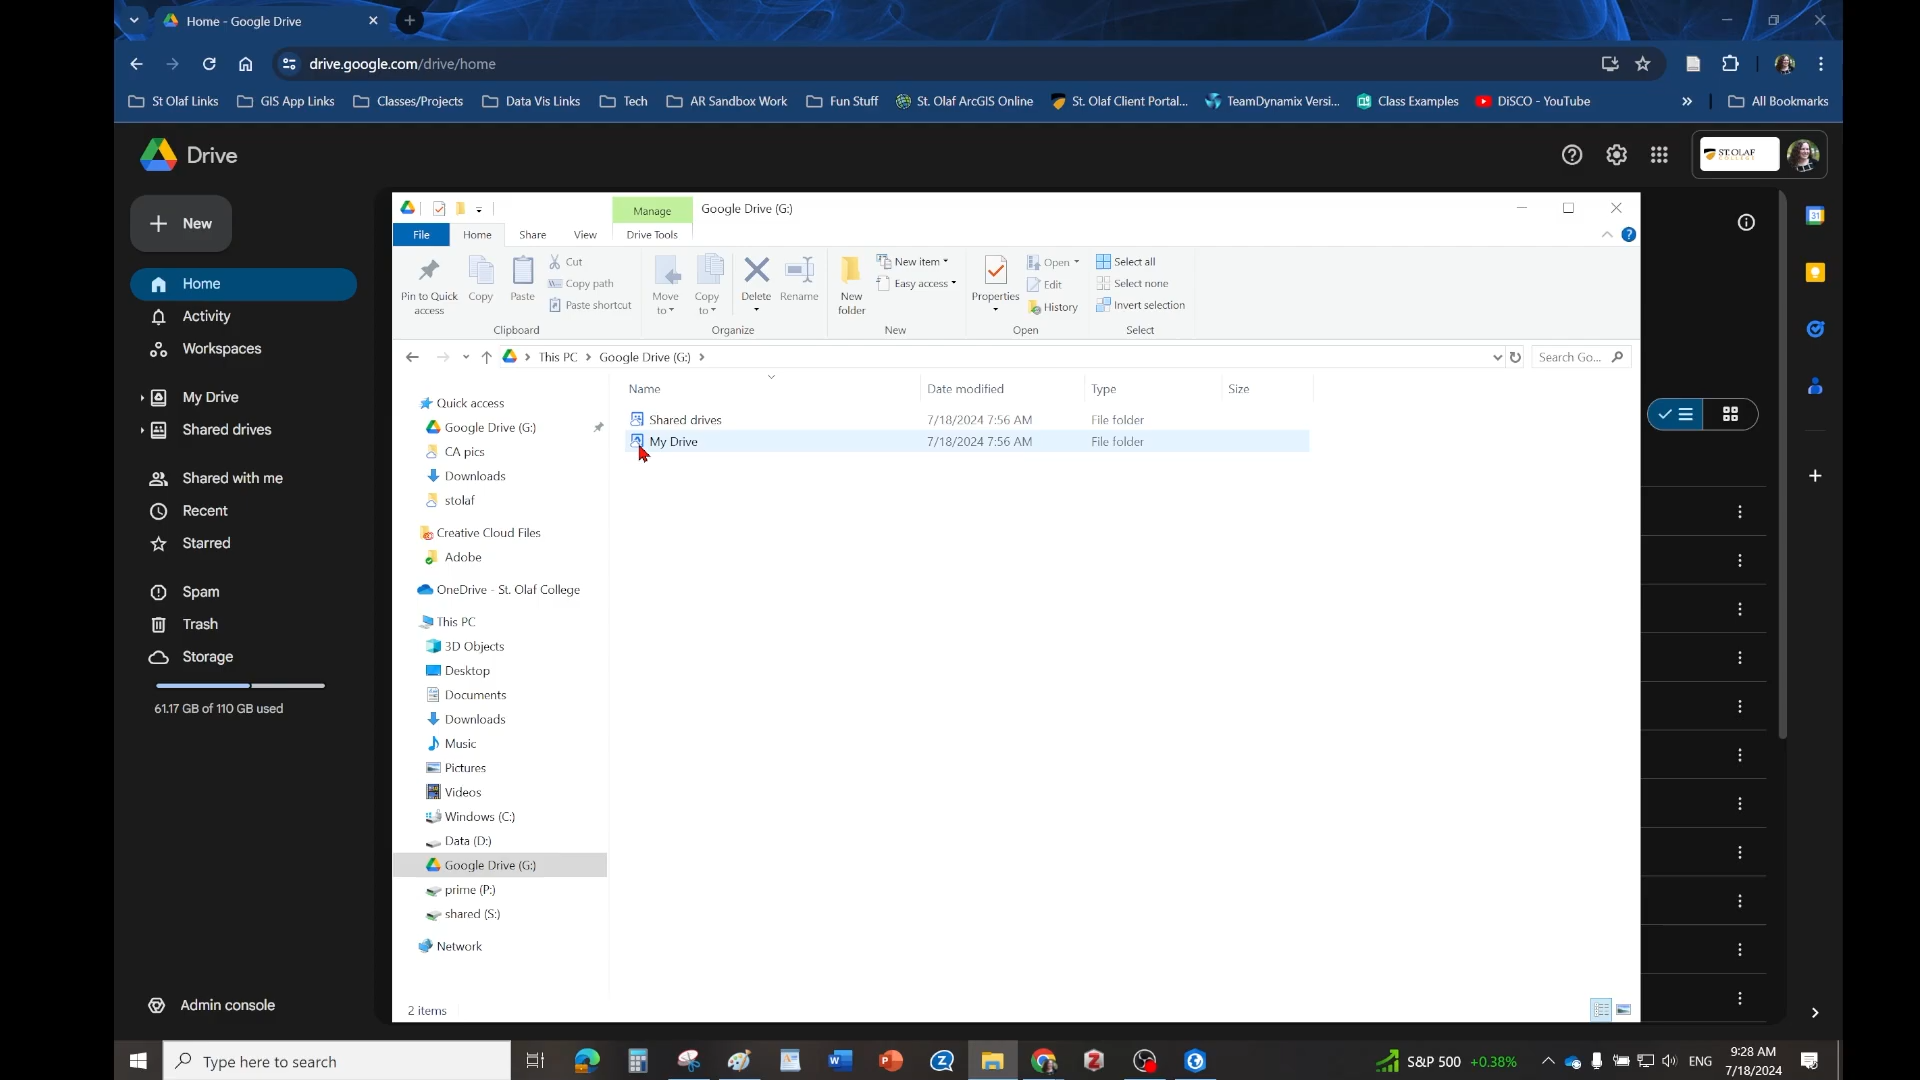 Home - Google Drive
drive.google.com/drive/home
St Olaf Links
GIS App Links
Classes/Projects
Data Vis Links
Tech
AR Sandbox Work
Fun Stuff
St. Olaf ArcGIS Online
St. Olaf Client Portal...
TeamDynamix Versi...
Class Examples
DiSCO - YouTube
»
All Bookmarks
Drive
ST. OLAF
COLLEGE
New
Home
Activity
Workspaces
My Drive
Shared drives
Shared with me
Recent
Starred
Spam
Trash
Storage
61.17 GB of 110 GB used
Admin console
31
Manage
Google Drive (G:)
File
Home
Share
View
Drive Tools
Pin to Quick access
Copy
Paste
Cut
Copy path
Paste shortcut
Clipboard
Move to
Copy to
Delete
Rename
Organize
New folder
New item
Easy access
New
Properties
Open
Edit
History
Open
Select all
Select none
Invert selection
Select
This PC
Google Drive (G:)
Search Go...
Name
Date modified
Type
Size
Shared drives
7/18/2024 7:56 AM
File folder
My Drive
7/18/2024 7:56 AM
File folder
Quick access
Google Drive (G:)
CA pics
Downloads
stolaf
Creative Cloud Files
Adobe
OneDrive - St. Olaf College
This PC
3D Objects
Desktop
Documents
Downloads
Music
Pictures
Videos
Windows (C:)
Data (D:)
Google Drive (G:)
prime (P:)
shared (S:)
Network
2 items
Type here to search
S&P 500 +0.38%
ENG
9:28 AM
7/18/2024